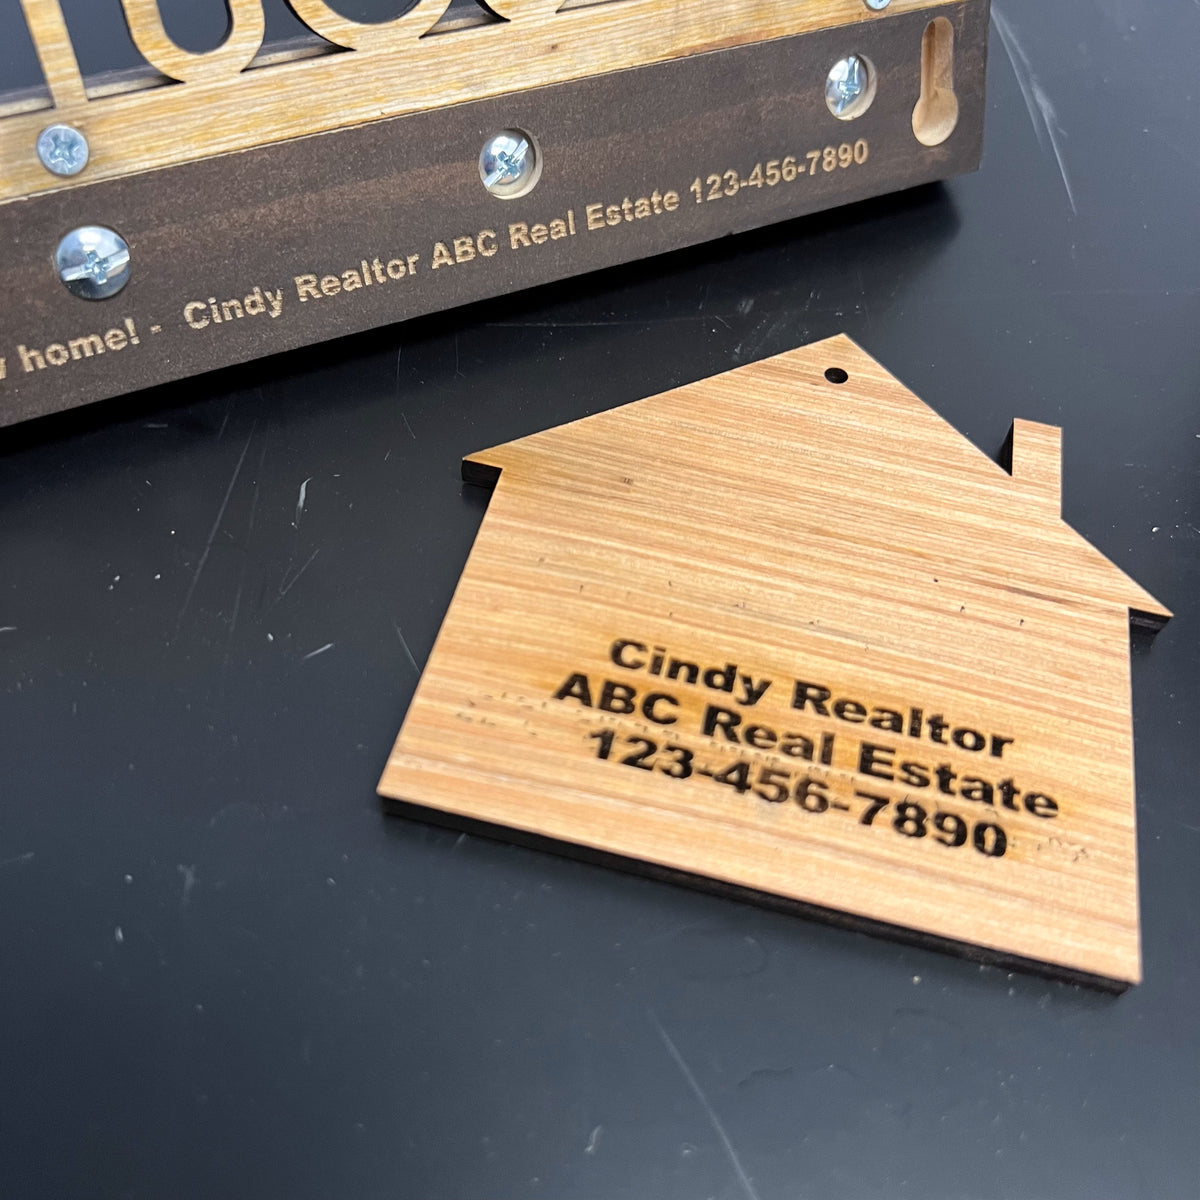 home! - Cindy Realtor ABC Real Estate 123-456-7890
Cindy Realtor
ABC Real Estate
123-456-7890